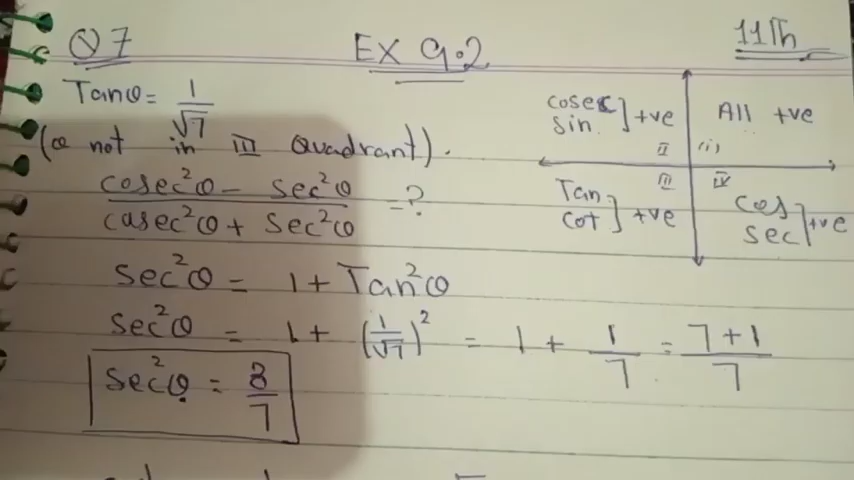 Q 7 Ex 9.2 11Th
Tanθ = 1/√7
(θ not in III Quadrant).
cosec²θ - sec²θ / cosec²θ + sec²θ = ?
cosec sin ] +ve II
All +ve (i)
Tan cot ] +ve III
cos sec ] +ve IV
sec²θ = 1 + Tan²θ
sec²θ = 1 + (1/√7)² = 1 + 1/7 = 7+1/7
sec²θ = 8/7